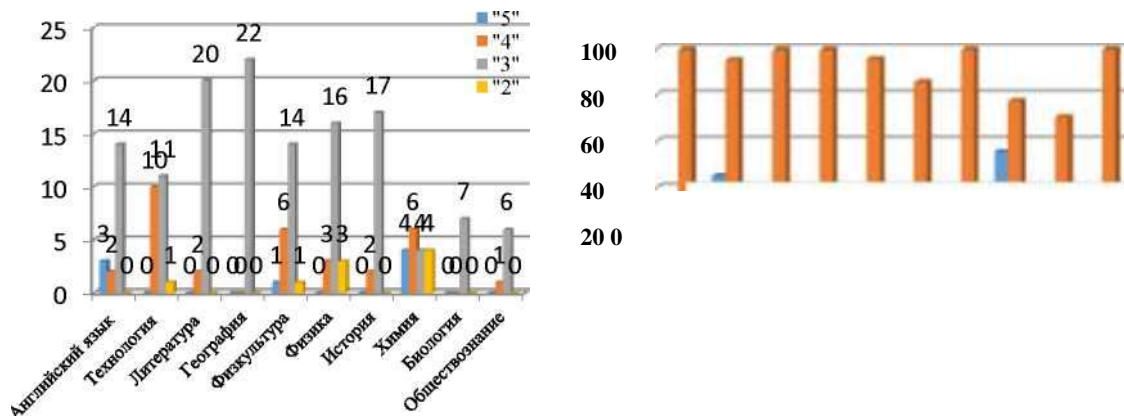 "5"
"4"
"3"
"2"
25
20
15
10
5
0
3 2 14 0
0 10 11 1
0 2 20 0
0 0 22 0
1 6 14 1
0 3 16 3
0 2 17 0
4 6 4 4
0 0 7 0
0 1 6 0
Английский язык
Технология
Литература
География
Физкультура
Физика
История
Химия
Биология
Обществознание
100
80
60
40
20 0